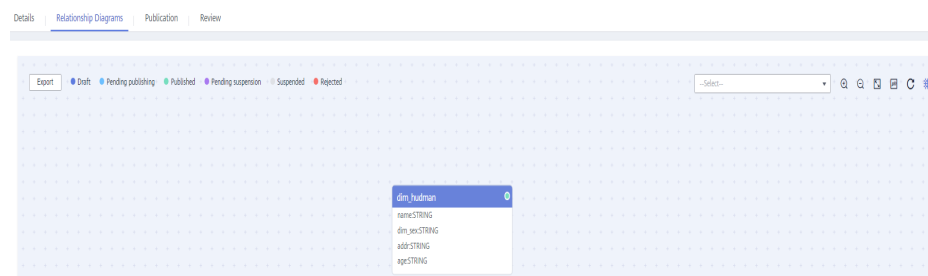 Details Relationship Diagrams Publication Review
Export Draft Pending publishing Published Pending suspension Suspended Rejected --Select--
dim_hudman
name:STRING
dim_sex:STRING
addr:STRING
age:STRING